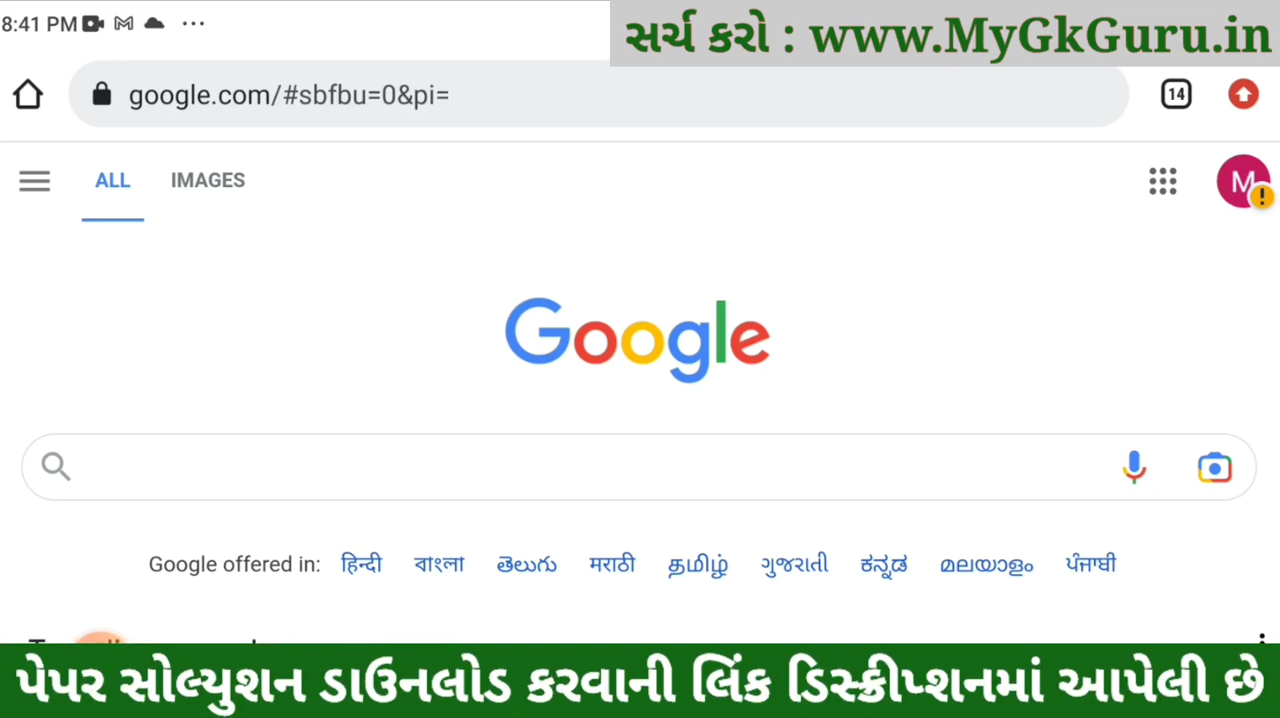 8:41 PM
સર્ચ કરો : www.MyGkGuru.in
google.com/#sbfbu=0&pi=
14
ALL IMAGES
M
Google
Google offered in: हिन्दी বাংলা తెలుగు मराठी தமிழ் ગુજરાતી ಕನ್ನಡ മലയാളം ਪੰਜਾਬੀ
પેપર સોલ્યુશન ડાઉનલોડ કરવાની લિંક ડિસ્ક્રીપ્શનમાં આપેલી છે